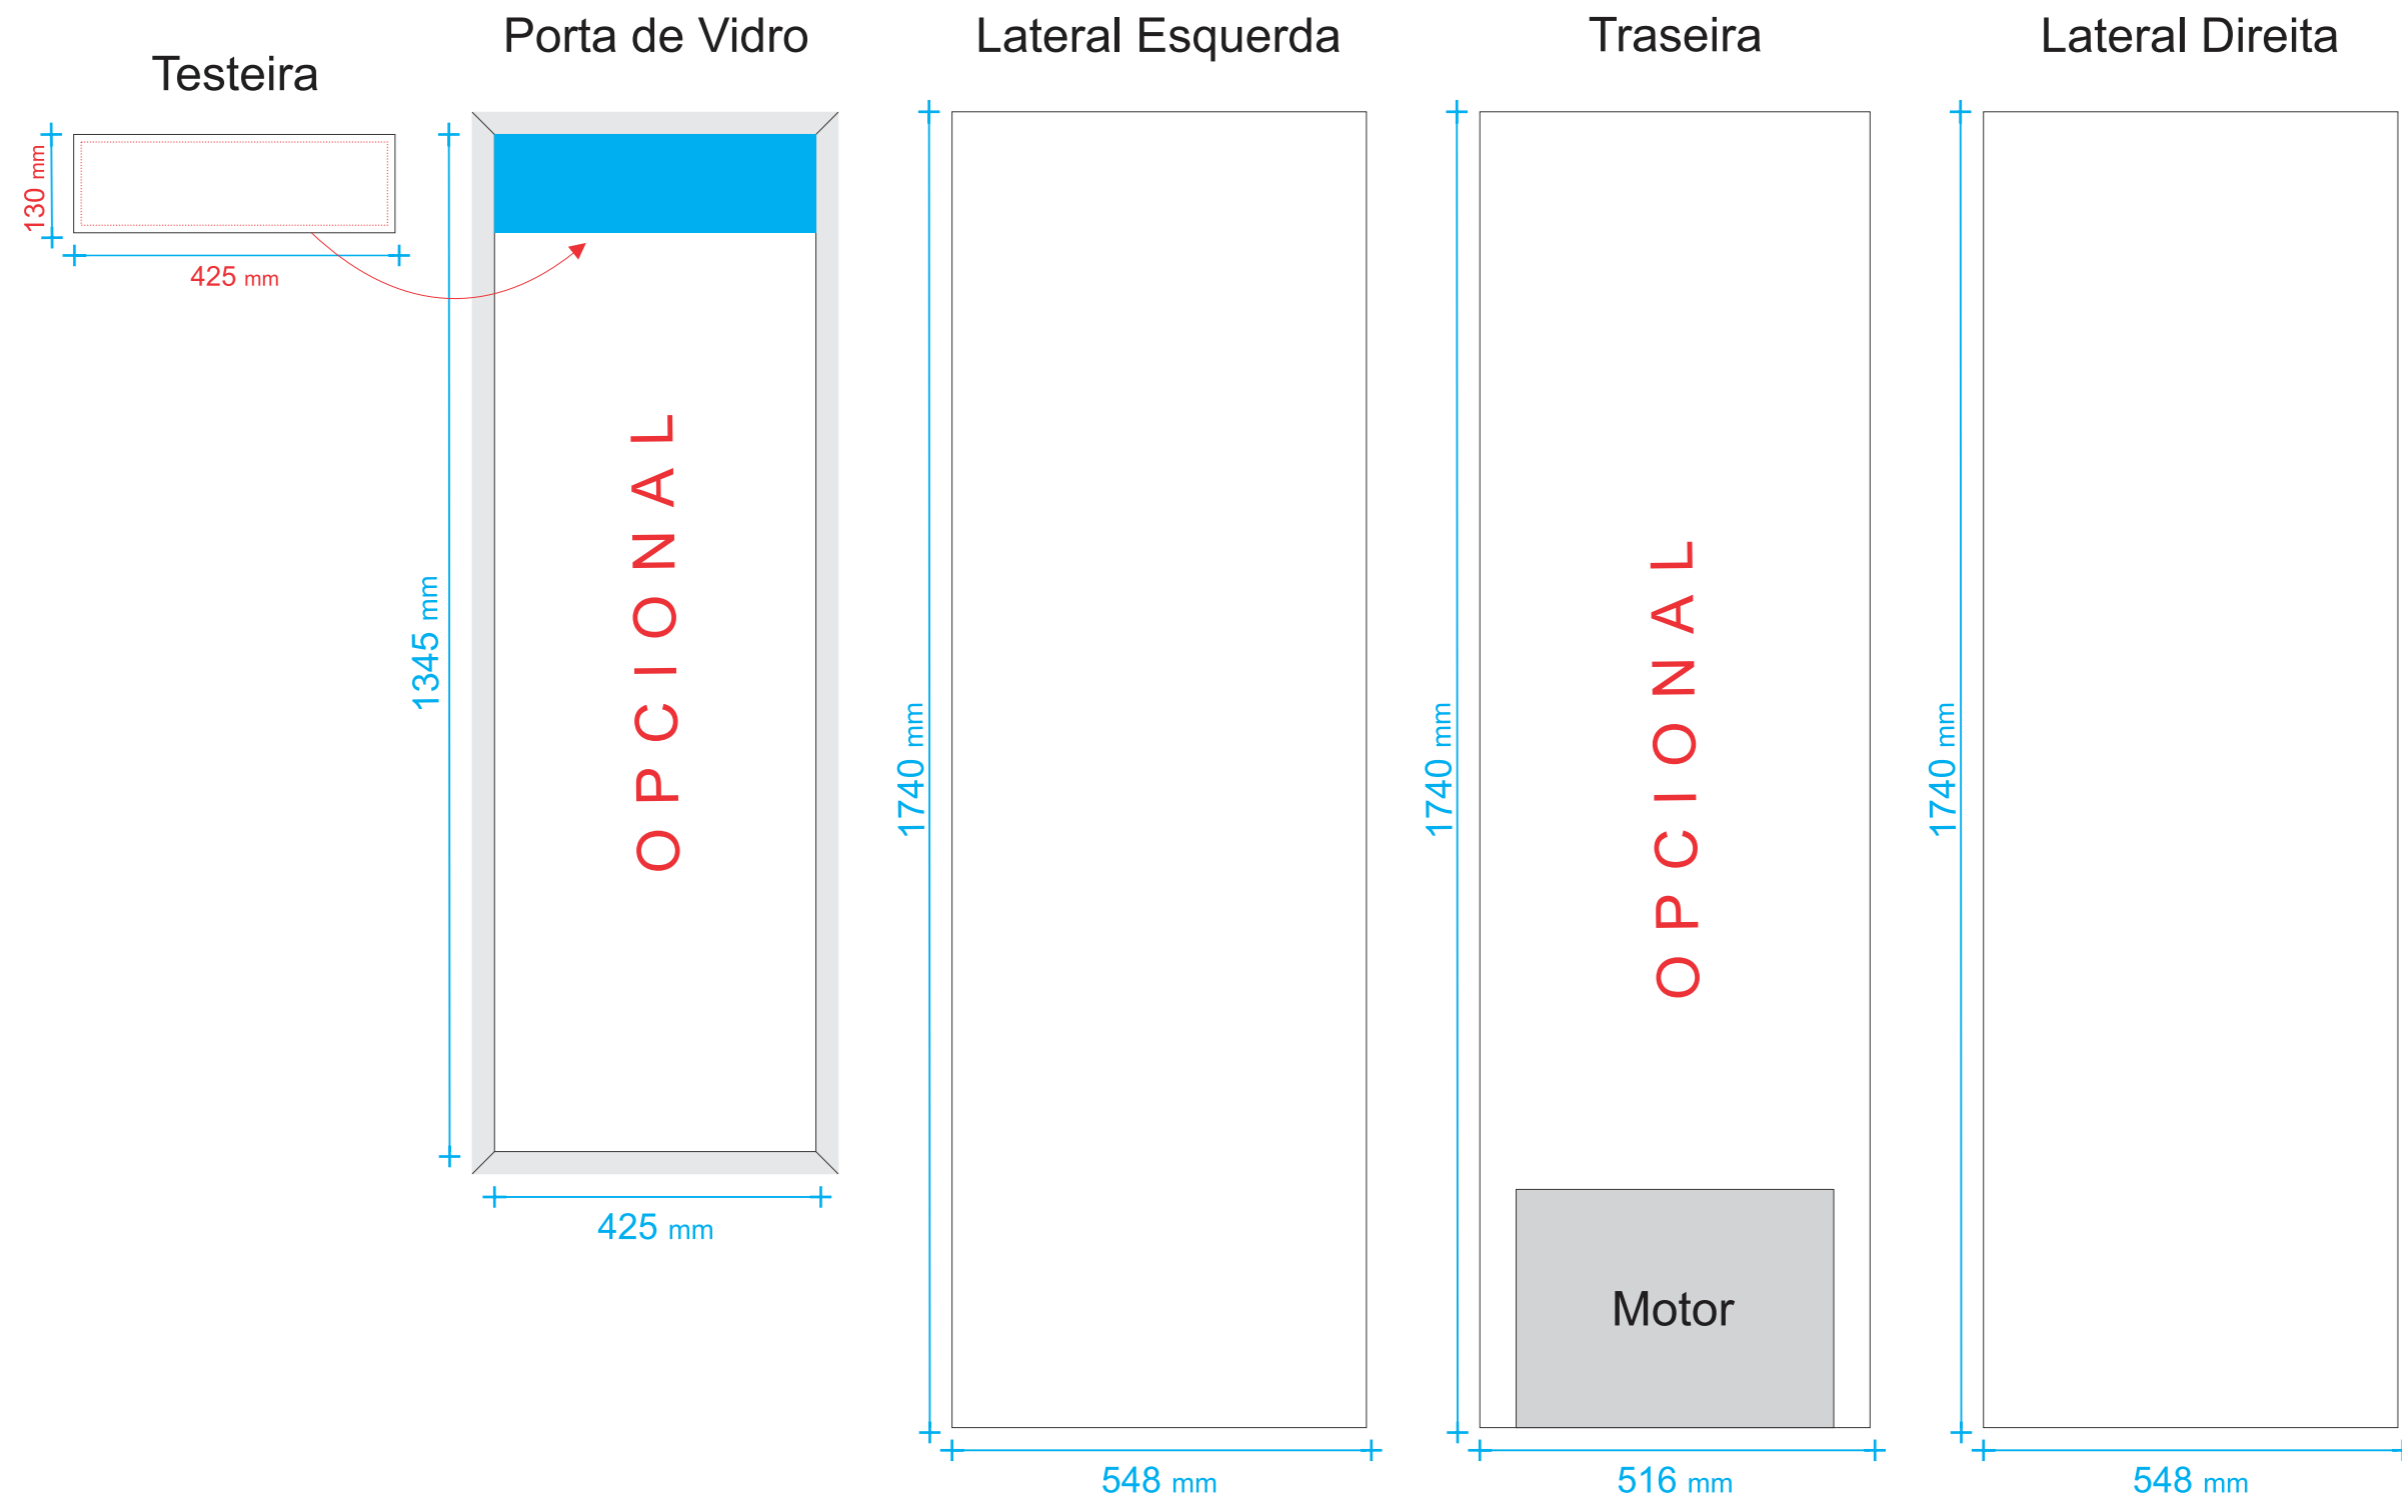 Testeira
130 mm
425 mm
Porta de Vidro
1345 mm
OPCIONAL
425 mm
Lateral Esquerda
1740 mm
548 mm
Traseira
1740 mm
OPCIONAL
Motor
516 mm
Lateral Direita
1740 mm
548 mm